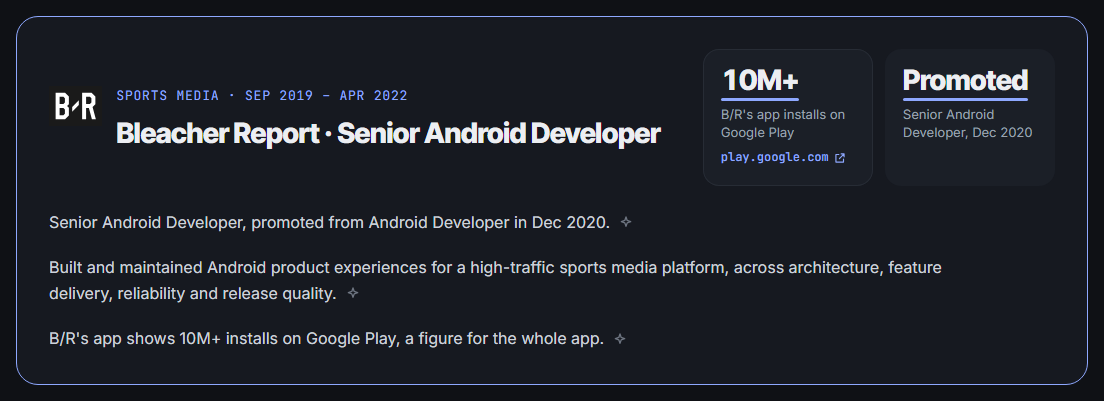 B/R
SPORTS MEDIA · SEP 2019 – APR 2022
Bleacher Report · Senior Android Developer
10M+
B/R's app installs on
Google Play
play.google.com
Promoted
Senior Android
Developer, Dec 2020
Senior Android Developer, promoted from Android Developer in Dec 2020.
Built and maintained Android product experiences for a high-traffic sports media platform, across architecture, feature
delivery, reliability and release quality.
B/R's app shows 10M+ installs on Google Play, a figure for the whole app.